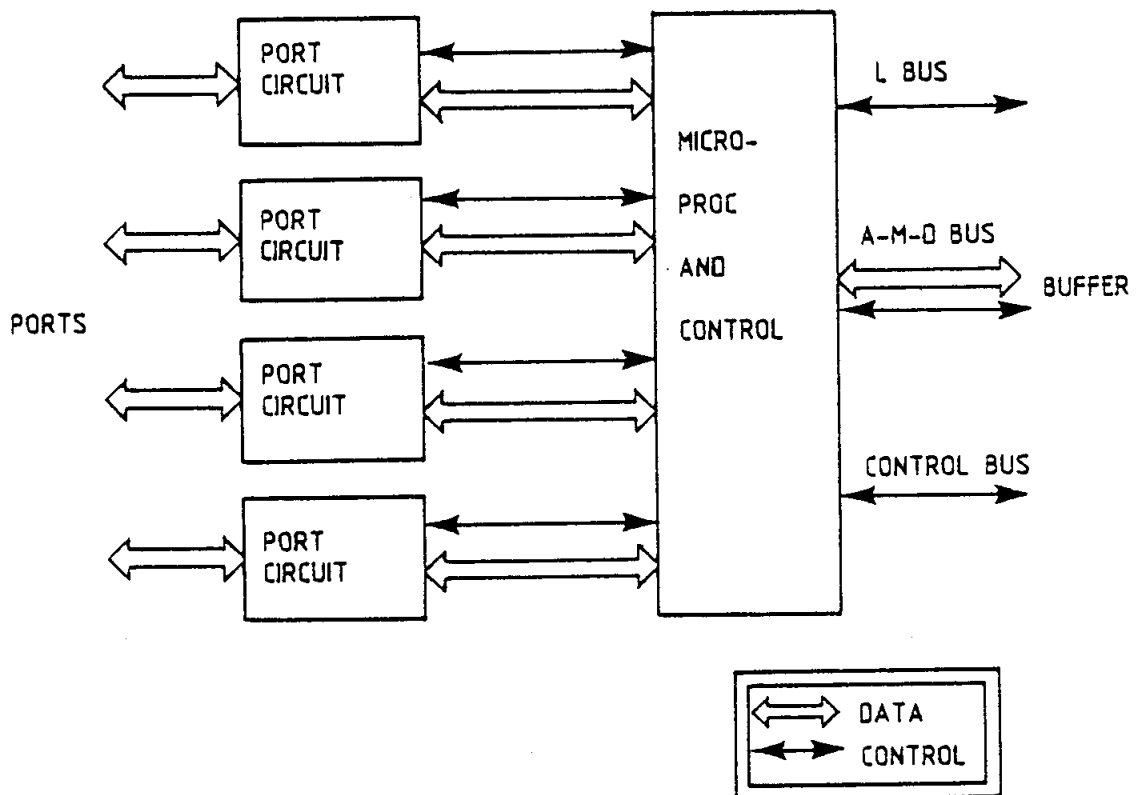 PORT
CIRCUIT
PORT
CIRCUIT
PORT
CIRCUIT
PORT
CIRCUIT
PORTS
MICRO-
PROC
AND
CONTROL
L BUS
A-M-D BUS
BUFFER
CONTROL BUS
DATA
CONTROL